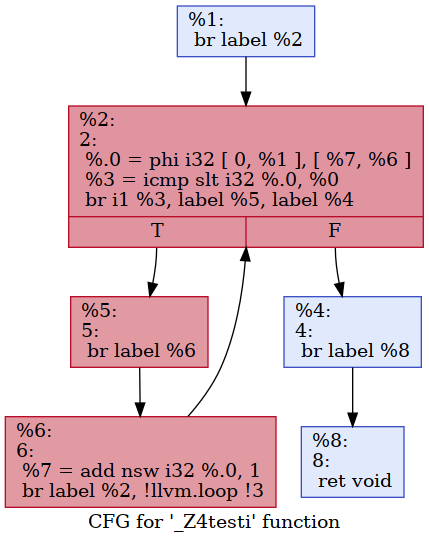 %1:
br label %2
%2:
2:
%.0 = phi i32 [ 0, %1 ], [ %7, %6 ]
%3 = icmp slt i32 %.0, %0
br i1 %3, label %5, label %4
T F
%5:
5:
br label %6
%4:
4:
br label %8
%6:
6:
%7 = add nsw i32 %.0, 1
br label %2, !llvm.loop !3
%8:
8:
ret void
CFG for '_Z4testi' function